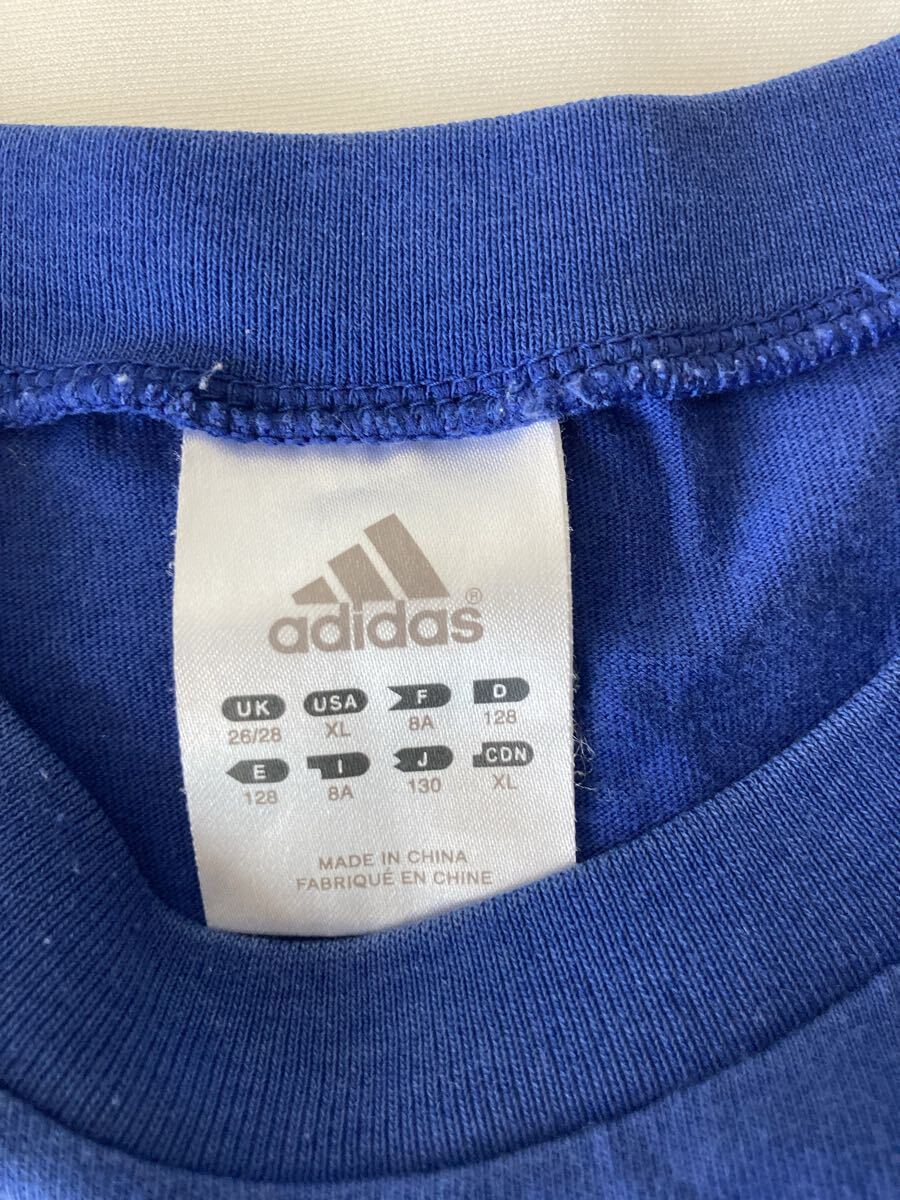 adidas®
UK USA F D
26/28 XL 8A 128
E I J CDN
128 8A 130 XL
MADE IN CHINA
FABRIQUÉ EN CHINE